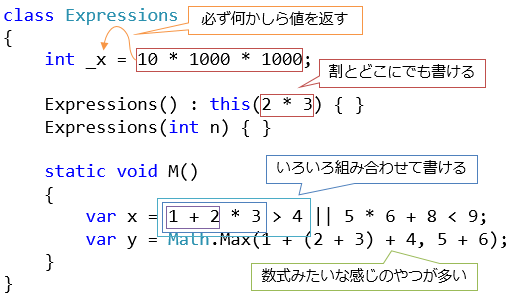 class Expressions
必ず何かしら値を返す
{
int _x = 10 * 1000 * 1000;
割とどこにでも書ける
Expressions() : this(2 * 3) { }
Expressions(int n) { }
いろいろ組み合わせて書ける
static void M()
{
var x = 1 + 2 * 3 > 4 || 5 * 6 + 8 < 9;
var y = Math.Max(1 + (2 + 3) + 4, 5 + 6);
}
数式みたいな感じのやつが多い
}